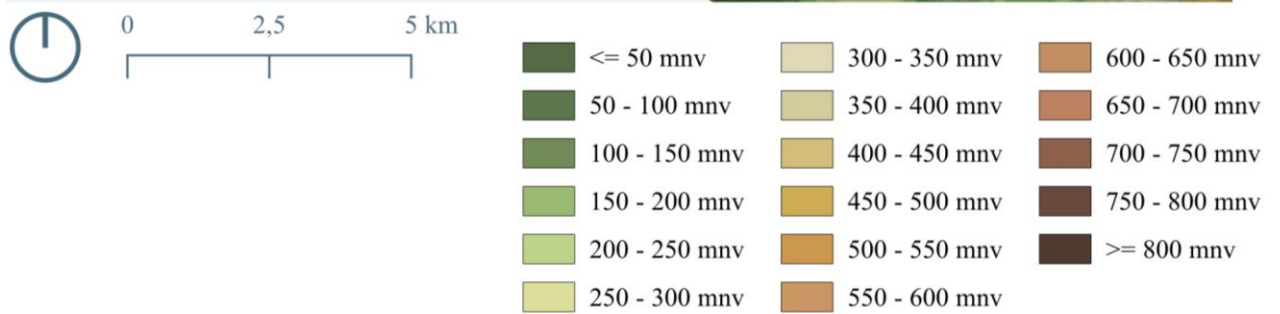 0 2,5 5 km
<= 50 mnv
50 - 100 mnv
100 - 150 mnv
150 - 200 mnv
200 - 250 mnv
250 - 300 mnv
300 - 350 mnv
350 - 400 mnv
400 - 450 mnv
450 - 500 mnv
500 - 550 mnv
550 - 600 mnv
600 - 650 mnv
650 - 700 mnv
700 - 750 mnv
750 - 800 mnv
>= 800 mnv